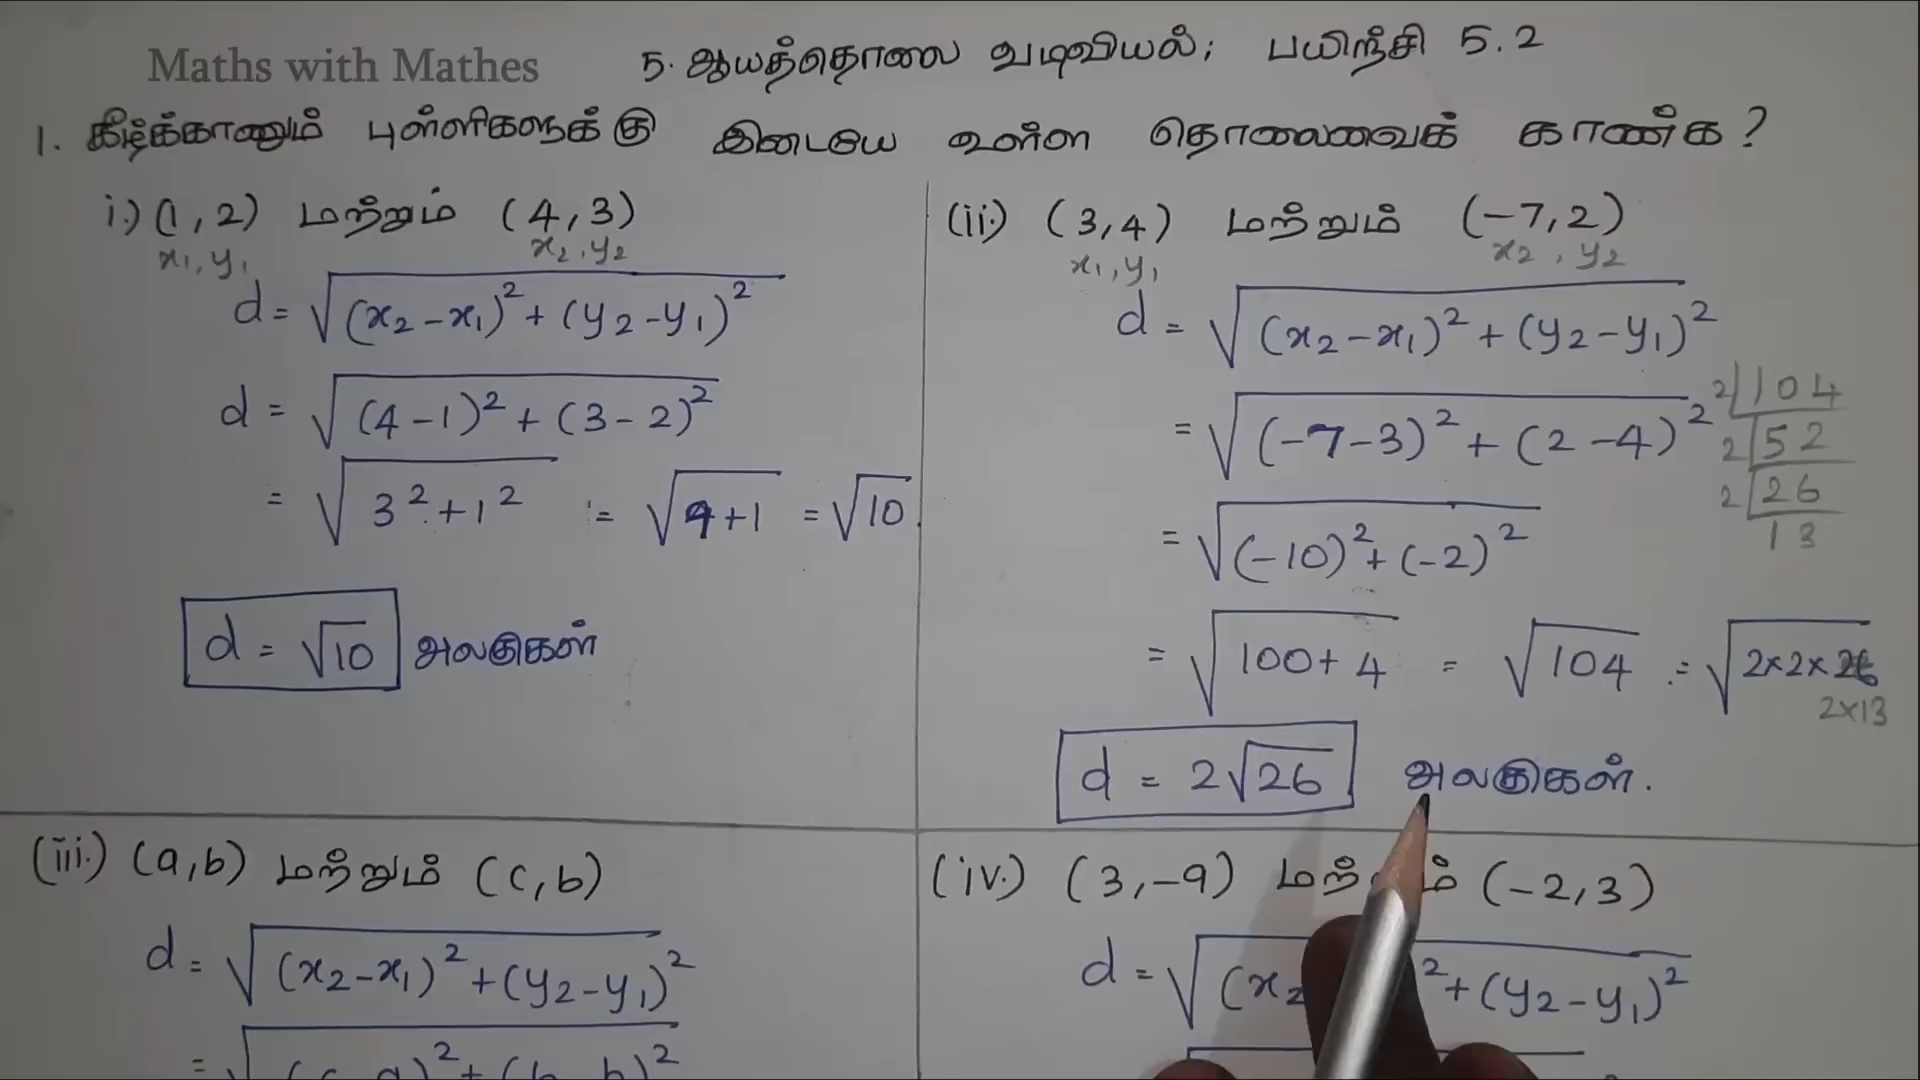 Maths with Mathes
5. ஆயத்தொலை வடிவியல்; பயிற்சி 5.2
1. கீழ்க்காணும் புள்ளிகளுக்கு இடையே உள்ள தொலைவைக் காண்க?
i.) (1,2) மற்றும் (4,3)
x₁, y₁ x₂, y₂
d = √((x₂-x₁)² + (y₂-y₁)²)
d = √((4-1)² + (3-2)²)
= √(3²+1²) = √(9+1) = √10
d = √10 அலகுகள்
(ii.) (3,4) மற்றும் (-7,2)
x₁, y₁ x₂, y₂
d = √((x₂-x₁)² + (y₂-y₁)²)
= √((-7-3)² + (2-4)²)
= √((-10)² + (-2)²)
= √(100+4) = √104 = √(2×2×26)
2×13
2|104
2|52
2|26
13
d = 2√26 அலகுகள்.
(iii.) (a,b) மற்றும் (c,b)
d = √((x₂-x₁)² + (y₂-y₁)²)
= √((c-a)² + (b-b)²)
(iv.) (3,-9) மற்றும் (-2,3)
d = √((x₂ ² + (y₂-y₁)²)